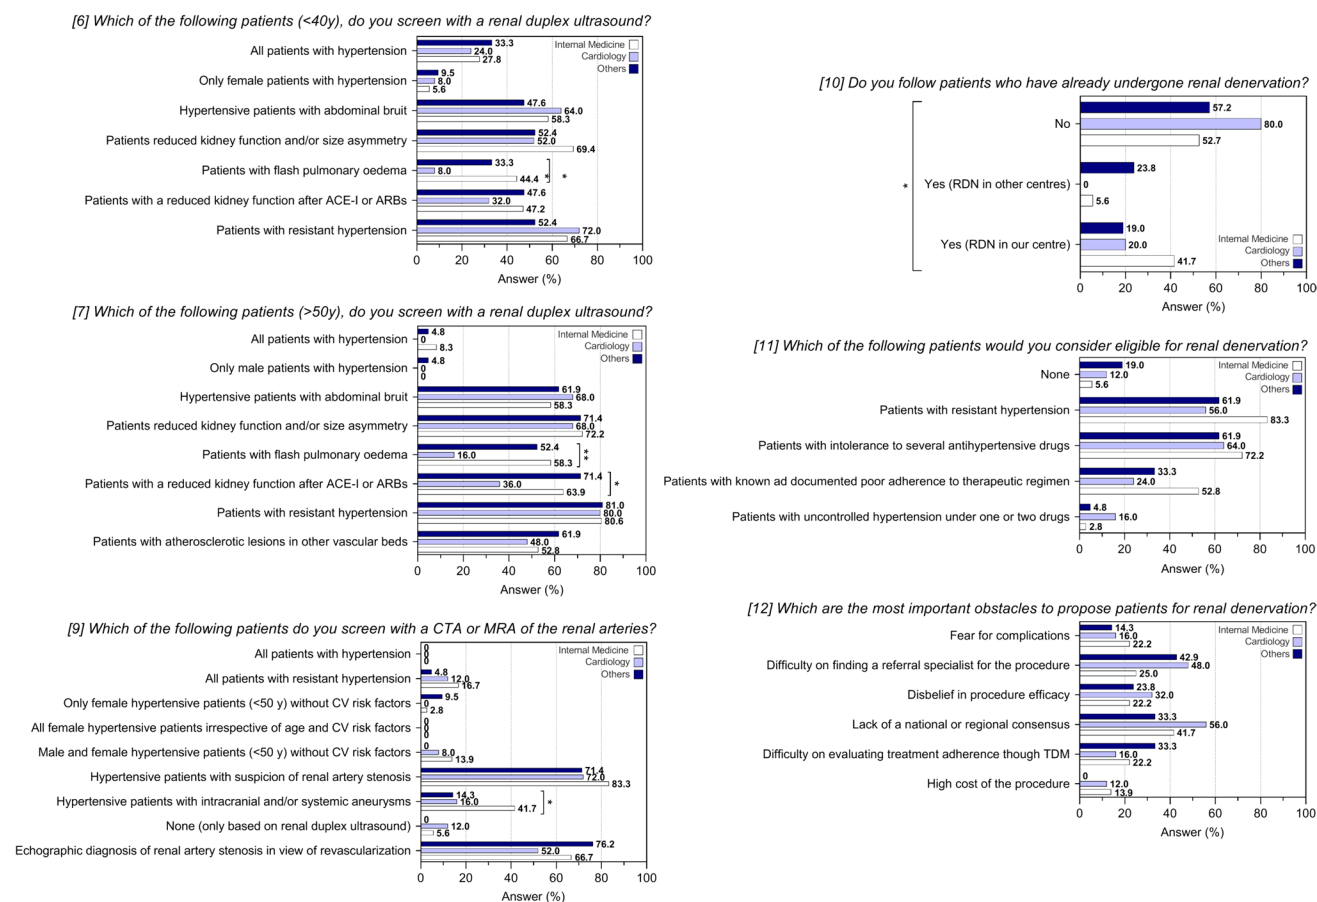 [6] Which of the following patients (<40y), do you screen with a renal duplex ultrasound?
Internal Medicine
Cardiology
Others
All patients with hypertension
33.3
24.0
27.8
Only female patients with hypertension
9.5
8.0
5.6
Hypertensive patients with abdominal bruit
47.6
64.0
58.3
Patients reduced kidney function and/or size asymmetry
52.4
52.0
69.4
Patients with flash pulmonary oedema
33.3
8.0
44.4
*
*
Patients with a reduced kidney function after ACE-I or ARBs
47.6
32.0
47.2
Patients with resistant hypertension
52.4
72.0
66.7
0 20 40 60 80 100
Answer (%)
[7] Which of the following patients (>50y), do you screen with a renal duplex ultrasound?
Internal Medicine
Cardiology
Others
All patients with hypertension
4.8
0
8.3
Only male patients with hypertension
4.8
0
0
Hypertensive patients with abdominal bruit
61.9
68.0
58.3
Patients reduced kidney function and/or size asymmetry
71.4
68.0
72.2
Patients with flash pulmonary oedema
52.4
16.0
58.3
*
*
Patients with a reduced kidney function after ACE-I or ARBs
71.4
36.0
63.9
*
Patients with resistant hypertension
81.0
80.0
80.6
Patients with atherosclerotic lesions in other vascular beds
61.9
48.0
52.8
0 20 40 60 80 100
Answer (%)
[9] Which of the following patients do you screen with a CTA or MRA of the renal arteries?
Internal Medicine
Cardiology
Others
All patients with hypertension
0
0
0
All patients with resistant hypertension
4.8
12.0
16.7
Only female hypertensive patients (<50 y) without CV risk factors
9.5
0
2.8
All female hypertensive patients irrespective of age and CV risk factors
0
0
0
Male and female hypertensive patients (<50 y) without CV risk factors
0
8.0
13.9
Hypertensive patients with suspicion of renal artery stenosis
71.4
72.0
83.3
Hypertensive patients with intracranial and/or systemic aneurysms
14.3
16.0
41.7
*
None (only based on renal duplex ultrasound)
0
12.0
5.6
Echographic diagnosis of renal artery stenosis in view of revascularization
76.2
52.0
66.7
0 20 40 60 80 100
Answer (%)
[10] Do you follow patients who have already undergone renal denervation?
No
57.2
80.0
52.7
*
Yes (RDN in other centres)
23.8
0
5.6
Yes (RDN in our centre)
19.0
20.0
41.7
Internal Medicine
Cardiology
Others
0 20 40 60 80 100
Answer (%)
[11] Which of the following patients would you consider eligible for renal denervation?
Internal Medicine
Cardiology
Others
None
19.0
12.0
5.6
Patients with resistant hypertension
61.9
56.0
83.3
Patients with intolerance to several antihypertensive drugs
61.9
64.0
72.2
Patients with known ad documented poor adherence to therapeutic regimen
33.3
24.0
52.8
Patients with uncontrolled hypertension under one or two drugs
4.8
16.0
2.8
0 20 40 60 80 100
Answer (%)
[12] Which are the most important obstacles to propose patients for renal denervation?
Internal Medicine
Cardiology
Others
Fear for complications
14.3
16.0
22.2
Difficulty on finding a referral specialist for the procedure
42.9
48.0
25.0
Disbelief in procedure efficacy
23.8
32.0
22.2
Lack of a national or regional consensus
33.3
56.0
41.7
Difficulty on evaluating treatment adherence though TDM
33.3
16.0
22.2
High cost of the procedure
0
12.0
13.9
0 20 40 60 80 100
Answer (%)